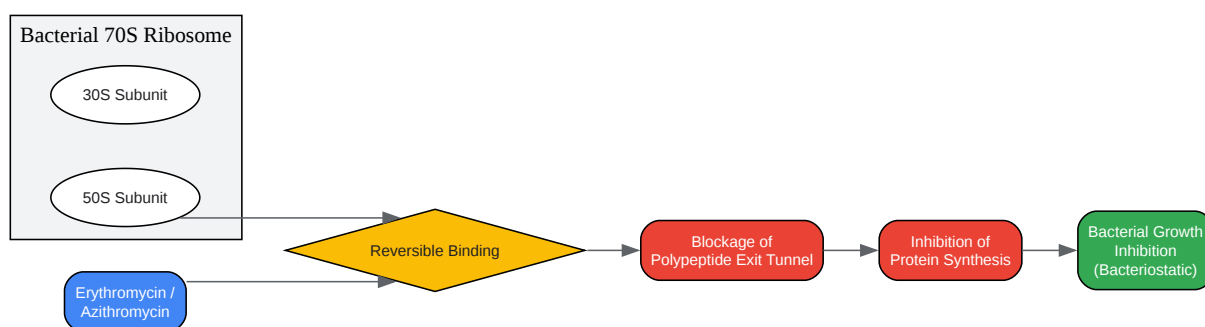 Bacterial 70S Ribosome
30S Subunit
50S Subunit
Erythromycin /
Azithromycin
Reversible Binding
Blockage of
Polypeptide Exit Tunnel
Inhibition of
Protein Synthesis
Bacterial Growth
Inhibition
(Bacteriostatic)